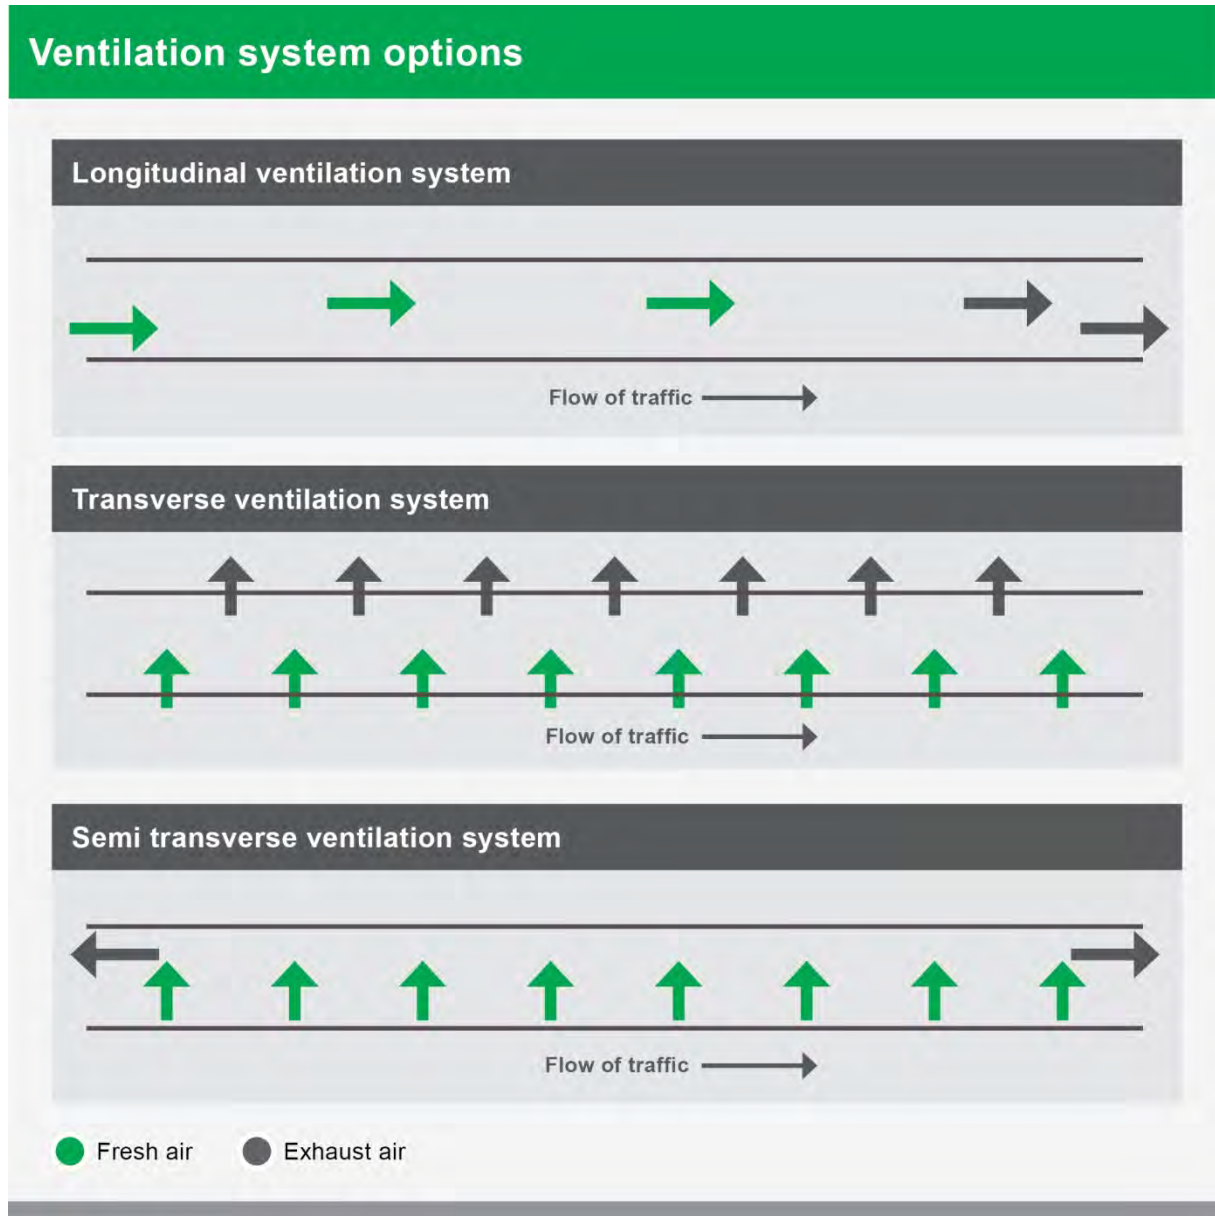 Ventilation system options
Longitudinal ventilation system
Flow of traffic
Transverse ventilation system
Flow of traffic
Semi transverse ventilation system
Flow of traffic
Fresh air
Exhaust air